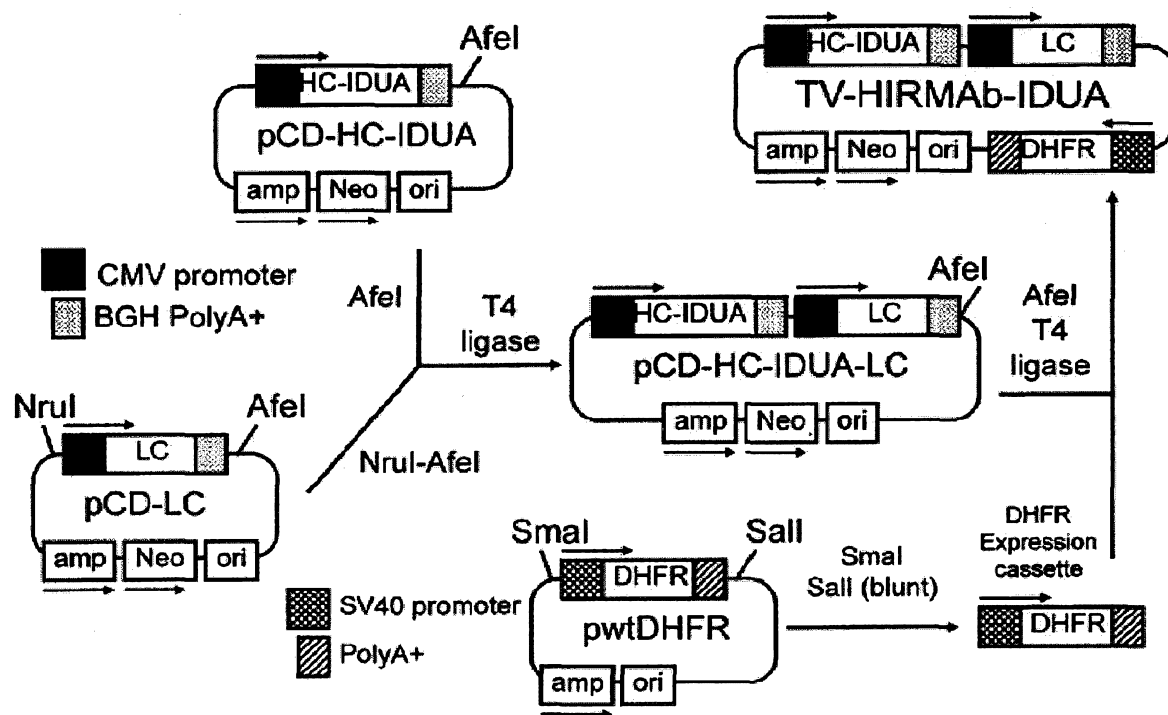 AfeI
HC-IDUA
pCD-HC-IDUA
amp Neo ori
HC-IDUA LC
TV-HIRMAb-IDUA
amp Neo ori DHFR
CMV promoter
BGH PolyA+
AfeI
T4
ligase
NruI-AfeI
NruI AfeI
LC
pCD-LC
amp Neo ori
AfeI
HC-IDUA LC
pCD-HC-IDUA-LC
amp Neo ori
AfeI
T4
ligase
SV40 promoter
PolyA+
SmaI SalI
DHFR
pwtDHFR
amp ori
SmaI
SalI (blunt)
DHFR
Expression
cassette
DHFR